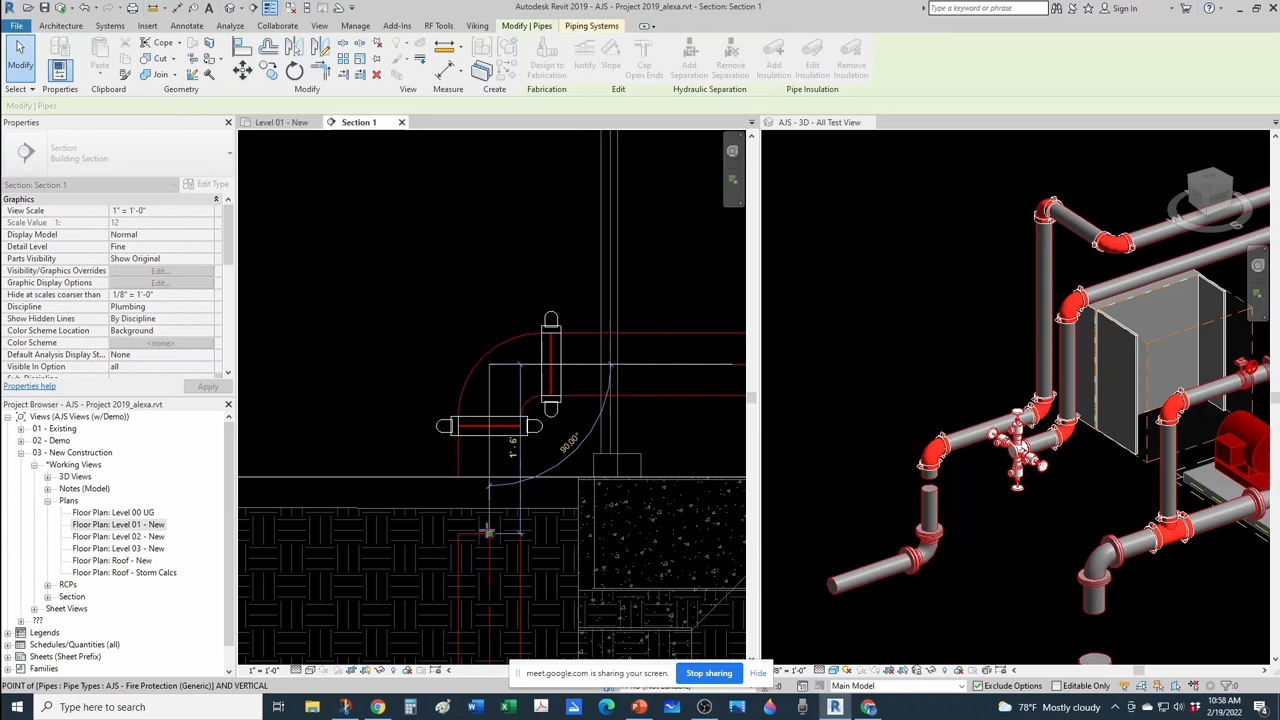 Autodesk Revit 2019 - AJS - Project 2019_alexa.rvt - Section: Section 1
Type a keyword or phrase
Sign In
File Architecture Structure Steel Systems Insert Annotate Analyze Collaborate View Manage Add-Ins RF Tools Viking Modify | Pipes Piping Systems
Modify
Properties
Paste
Cope
Cut
Join
Design to Fabrication
Justify
Slope
Cap Open Ends
Add Separation
Remove Separation
Add Insulation
Edit Insulation
Remove Insulation
Select Properties Clipboard Geometry Modify View Measure Create Fabrication Edit Hydraulic Separation Pipe Insulation
Modify | Pipes
Properties
Level 01 - New
Section 1
AJS - 3D - All Test View
Section
Building Section
Section: Section 1
Edit Type
Graphics
View Scale 1" = 1'-0"
Scale Value 1: 12
Display Model Normal
Detail Level Fine
Parts Visibility Show Original
Visibility/Graphics Overrides Edit...
Graphic Display Options Edit...
Hide at scales coarser than 1/8" = 1'-0"
Discipline Plumbing
Show Hidden Lines By Discipline
Color Scheme Location Background
Color Scheme <none>
Default Analysis Display St... None
Visible In Option all
Properties help
Apply
Project Browser - AJS - Project 2019_alexa.rvt
Views (AJS Views (w/Demo))
01 - Existing
02 - Demo
03 - New Construction
*Working Views
3D Views
Notes (Model)
Plans
Floor Plan: Level 00 UG
Floor Plan: Level 01 - New
Floor Plan: Level 02 - New
Floor Plan: Level 03 - New
Floor Plan: Roof - New
Floor Plan: Roof - Storm Calcs
RCPs
Section
Sheet Views
???
Legends
Schedules/Quantities (all)
Sheets (Sheet Prefix)
Families
1' - 6"
90.00°
FRONT
1" = 1'-0"
meet.google.com is sharing your screen.
Stop sharing
Hide
/8" = 1'-0"
Main Model
Exclude Options
Editable Only
:0
Type here to search
78°F Mostly cloudy
10:58 AM
2/19/2022